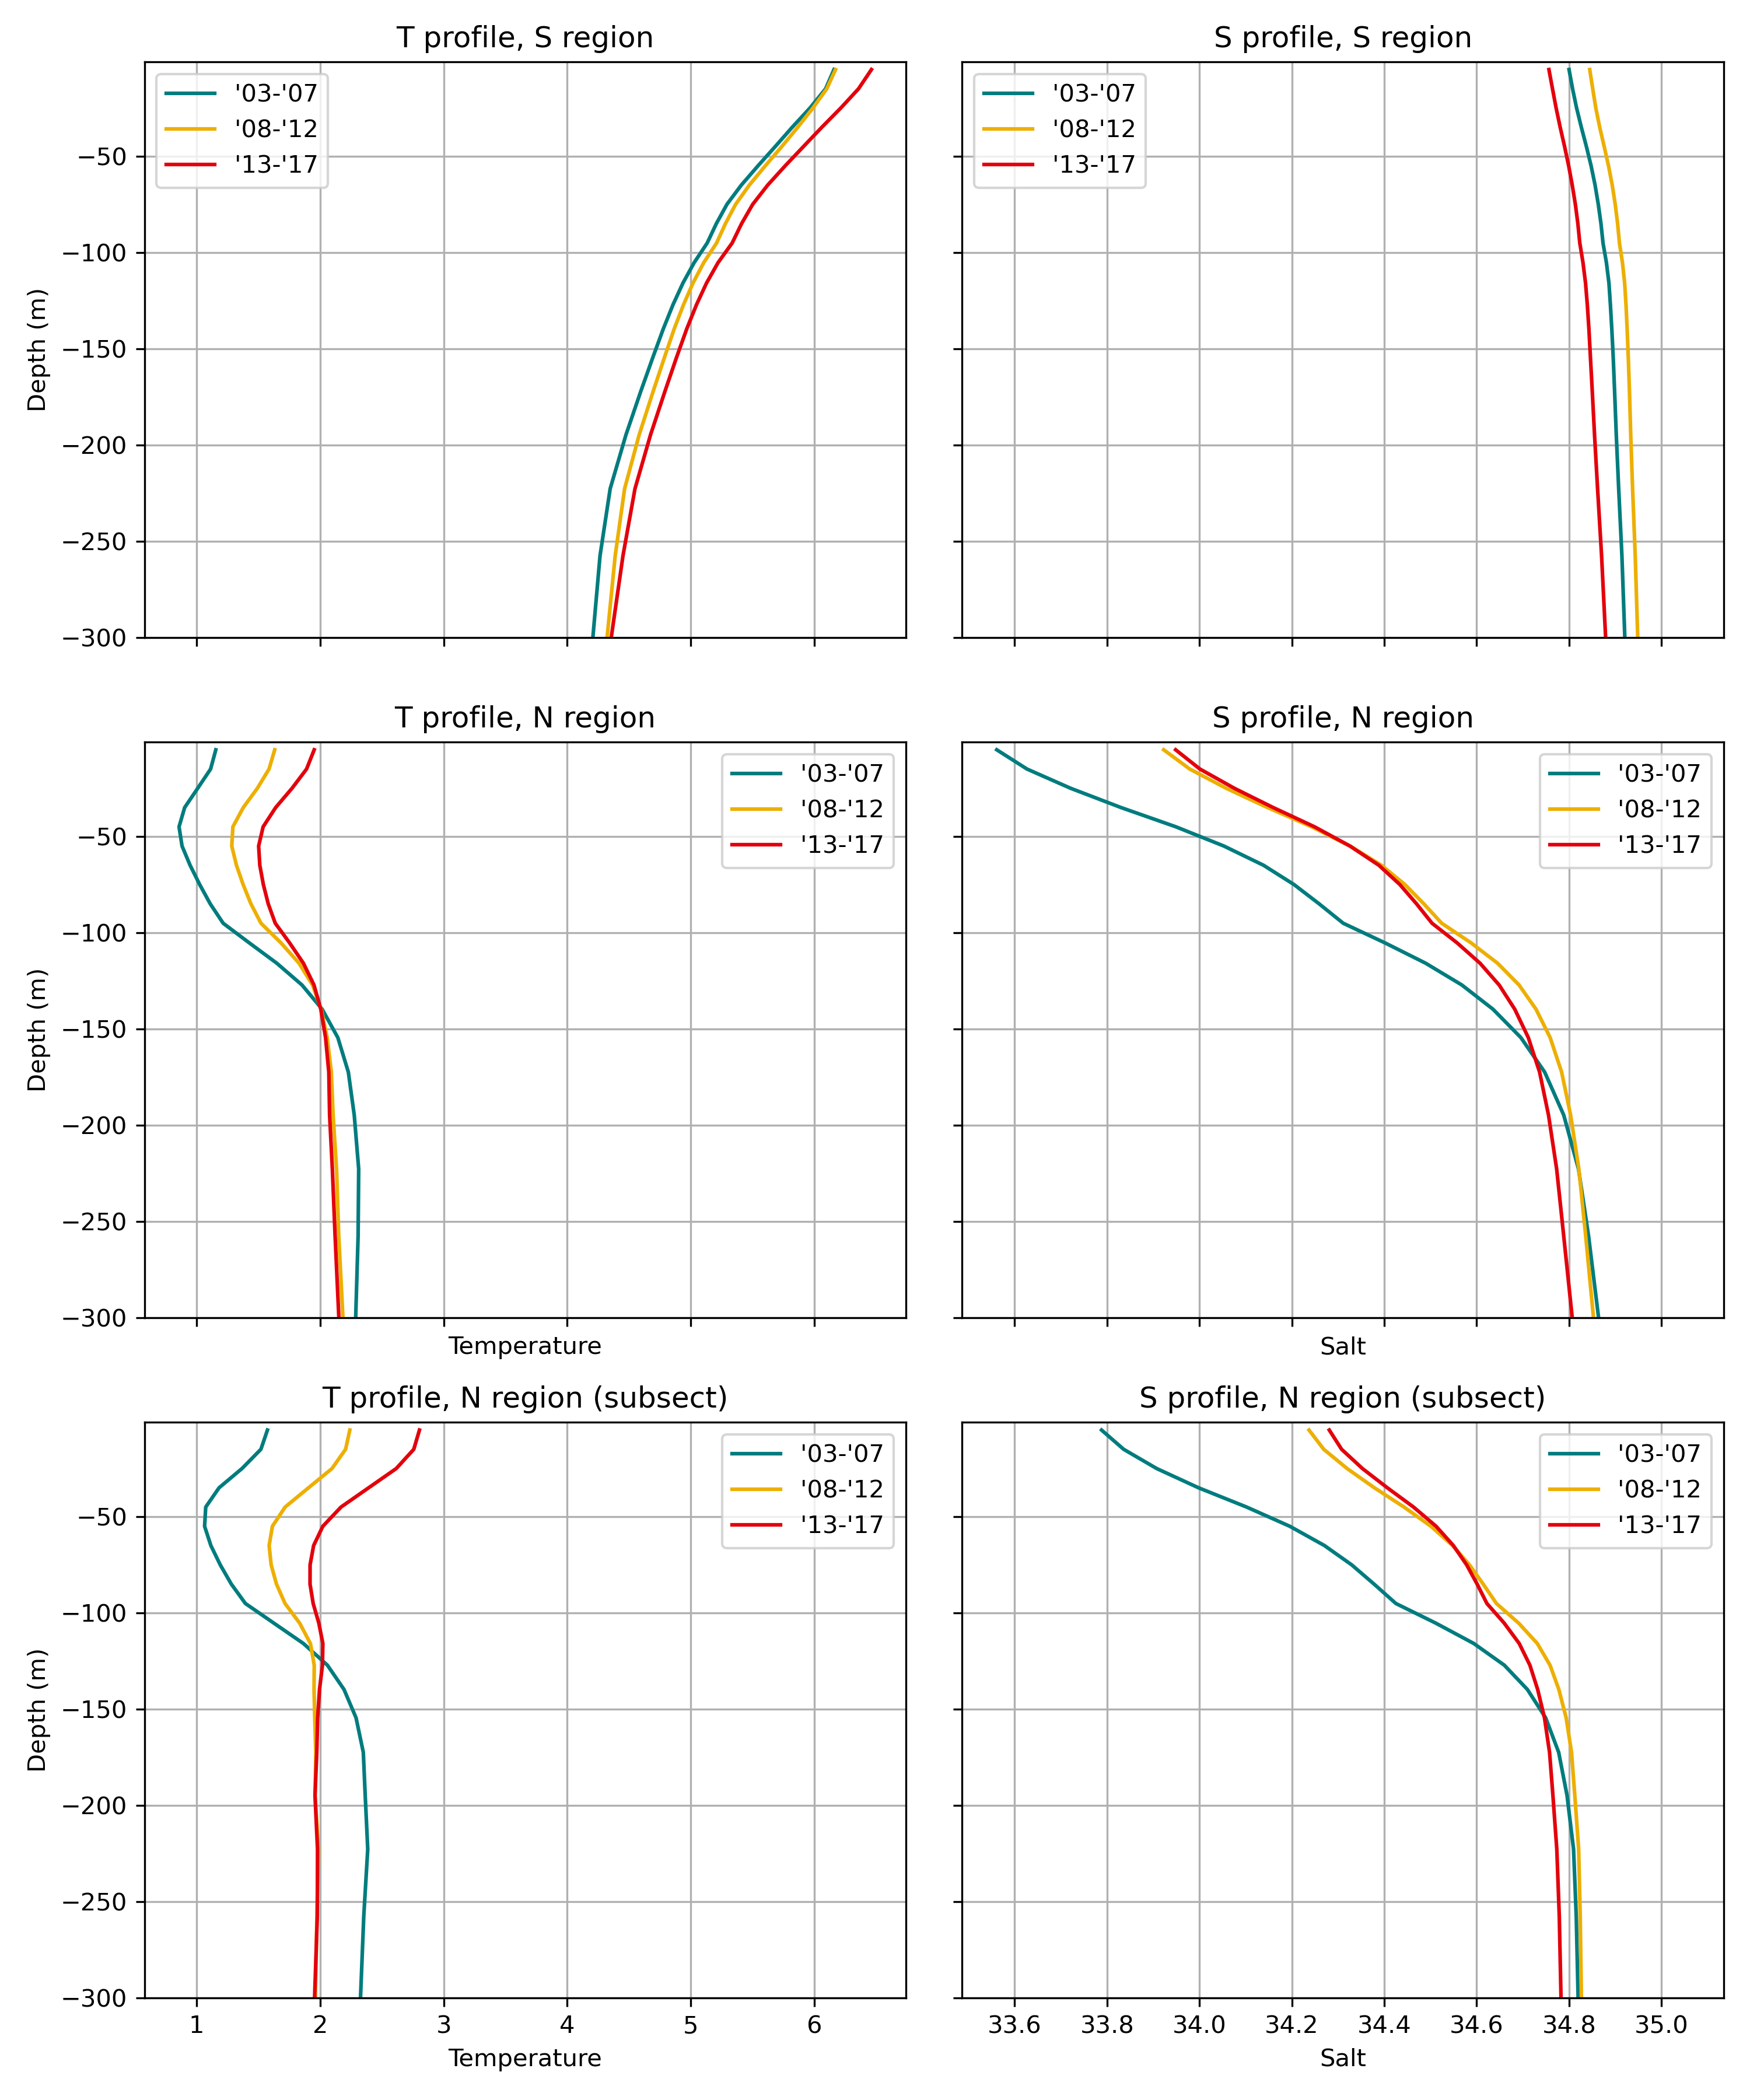 T profile, S region
S profile, S region
'03-'07
'08-'12
'13-'17
'03-'07
'08-'12
'13-'17
−50
−100
−150
−200
−250
−300
Depth (m)
T profile, N region
S profile, N region
'03-'07
'08-'12
'13-'17
'03-'07
'08-'12
'13-'17
−50
−100
−150
−200
−250
−300
Depth (m)
Temperature
Salt
T profile, N region (subsect)
S profile, N region (subsect)
'03-'07
'08-'12
'13-'17
'03-'07
'08-'12
'13-'17
−50
−100
−150
−200
−250
−300
Depth (m)
1 2 3 4 5 6
33.6 33.8 34.0 34.2 34.4 34.6 34.8 35.0
Temperature
Salt